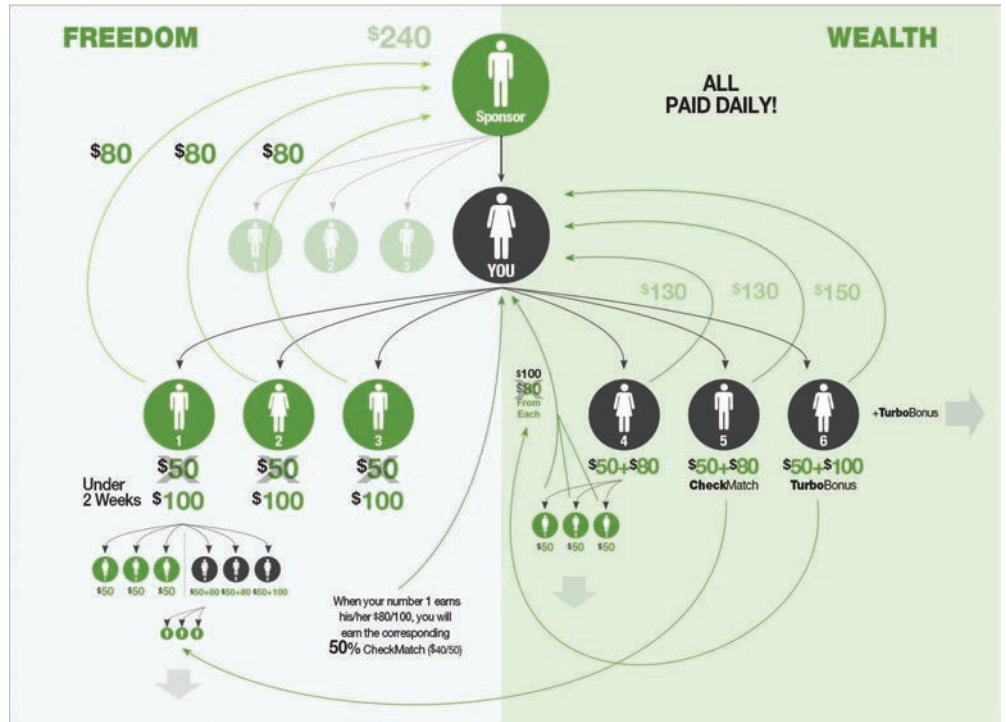 FREEDOM
WEALTH
$240
Sponsor
ALL
PAID DAILY!
$80
$80
$80
1
2
3
YOU
$130
$130
$150
$100
$80
From
Each
1
2
3
4
5
6
+TurboBonus
$50
$50
$50
$50+$80
$50+$80
$50+$100
CheckMatch
TurboBonus
Under
2 Weeks
$100
$100
$100
$50
$50
$50
$50
$50
$50
$50+80
$50+80
$50+100
When your number 1 earns
his/her $80/100, you will
earn the corresponding
50% CheckMatch ($40/50)